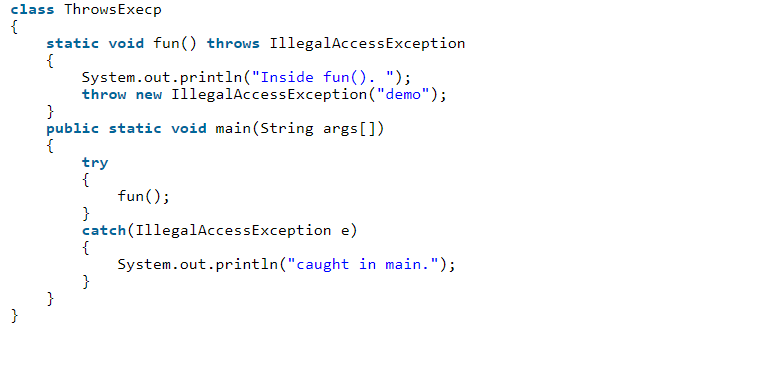 class ThrowsExecp
{
    static void fun() throws IllegalAccessException
    {
        System.out.println("Inside fun(). ");
        throw new IllegalAccessException("demo");
    }
    public static void main(String args[])
    {
        try
        {
            fun();
        }
        catch(IllegalAccessException e)
        {
            System.out.println("caught in main.");
        }
    }
}